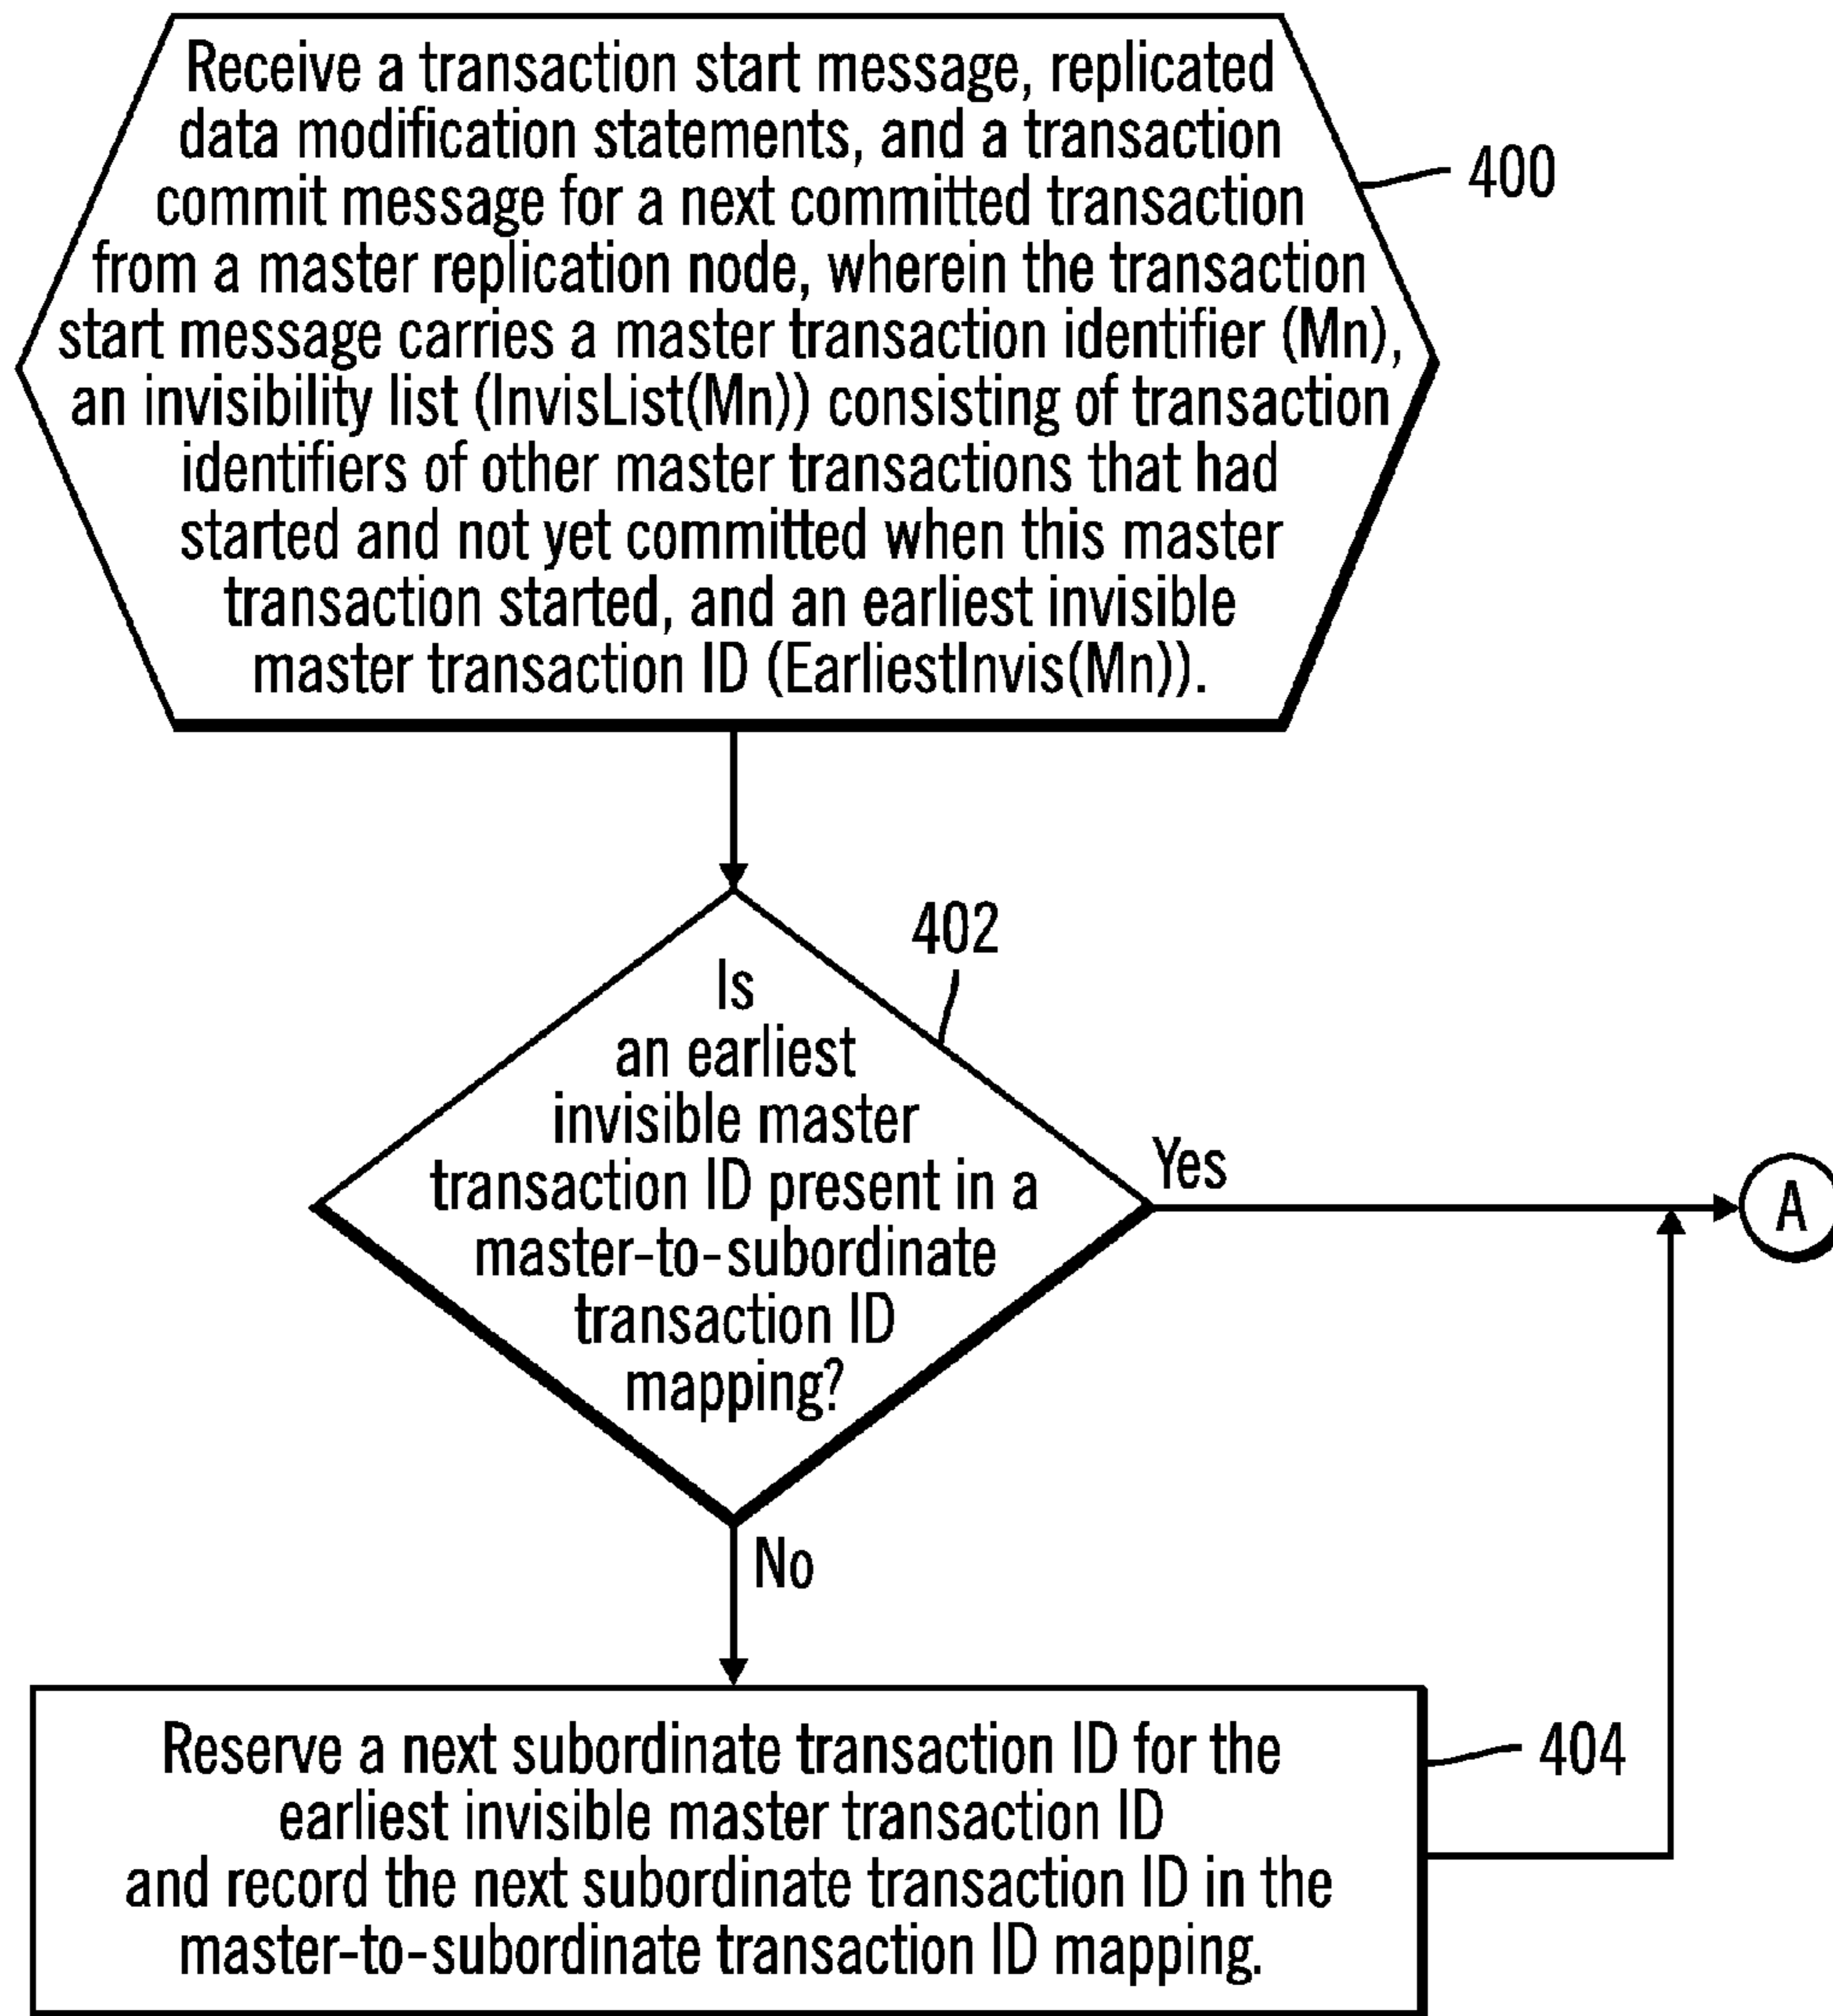 Receive a transaction start message, replicated
data modification statements, and a transaction
commit message for a next committed transaction
from a master replication node, wherein the transaction
start message carries a master transaction identifier (Mn),
an invisibility list (InvisList(Mn)) consisting of transaction
identifiers of other master transactions that had
started and not yet committed when this master
transaction started, and an earliest invisible
master transaction ID (EarliestInvis(Mn)).
400
402
Is
an earliest
invisible master
transaction ID present in a
master-to-subordinate
transaction ID
mapping?
Yes
A
No
Reserve a next subordinate transaction ID for the
earliest invisible master transaction ID
and record the next subordinate transaction ID in the
master-to-subordinate transaction ID mapping.
404